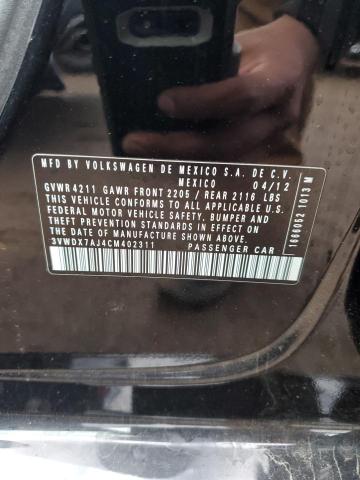 MFD BY VOLKSWAGEN DE MEXICO S.A. DE C.V.
MEXICO 04/12
GVWR 4211 GAWR FRONT 2205 / REAR 2116 LBS
THIS VEHICLE CONFORMS TO ALL APPLICABLE U.S.
FEDERAL MOTOR VEHICLE SAFETY, BUMPER AND
THEFT PREVENTION STANDARDS IN EFFECT ON
THE DATE OF MANUFACTURE SHOWN ABOVE.
3VWDX7AJ4CM402311 PASSENGER CAR
1666052 1013 M